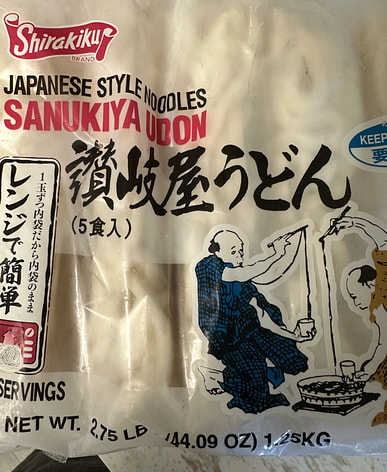 Shirakiku
BRAND
JAPANESE STYLE NOODLES
SANUKIYA UDON
KEEP
要
讃岐屋うどん
(5食入)
1玉ずつ内袋だから内袋のまま
レンジで簡単
SERVINGS
NET WT. 2.75 LB (44.09 OZ) 1.25KG